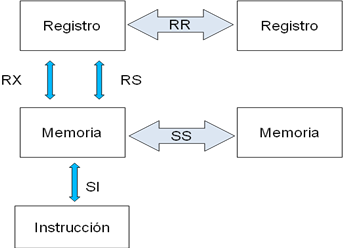 Registro
RR
Registro
RX
RS
Memoria
SS
Memoria
SI
Instrucción